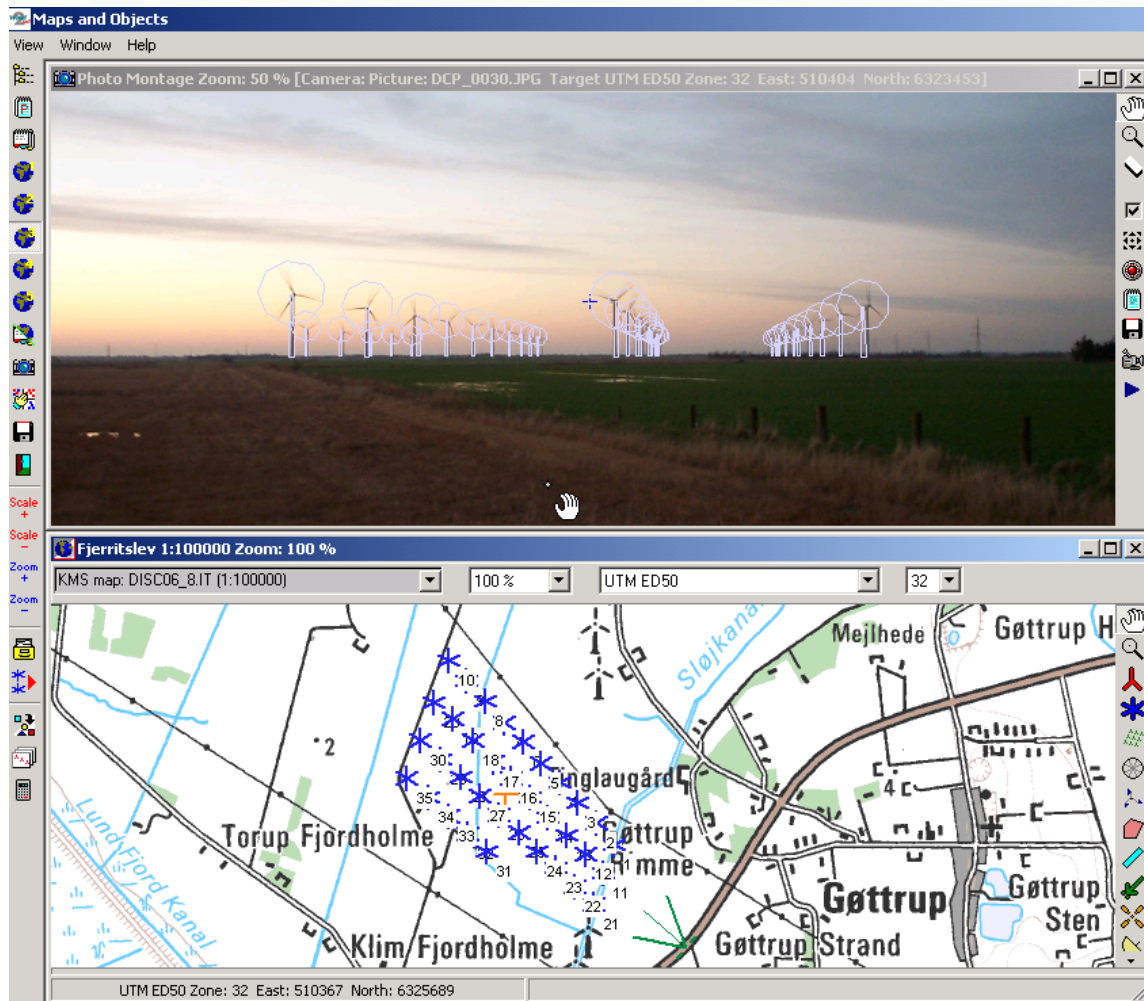 Maps and Objects
View Window Help
Photo Montage Zoom: 50 % [Camera: Picture: DCP_0030.JPG Target UTM ED50 Zone: 32 East: 510404 North: 6323453]
Scale
+
Scale
-
Zoom
+
Zoom
-
Fjerritslev 1:100000 Zoom: 100 %
KMS map: DISC06_8.IT (1:100000) 100 % UTM ED50 32
Mejlhede
Gøttrup H
Sløjkanal
10
8
2
18
30
17
5
inglaugård
4
35
16
34
27
15
3
Torup Fjordholme
33
Gøttrup
2
Rimme
1
31
24
12
23
11
22
21
Lund Fjord Kanal
Gøttrup
Gøttrup
Sten
Klim Fjordholme
Gøttrup Strand
UTM ED50 Zone: 32 East: 510367 North: 6325689